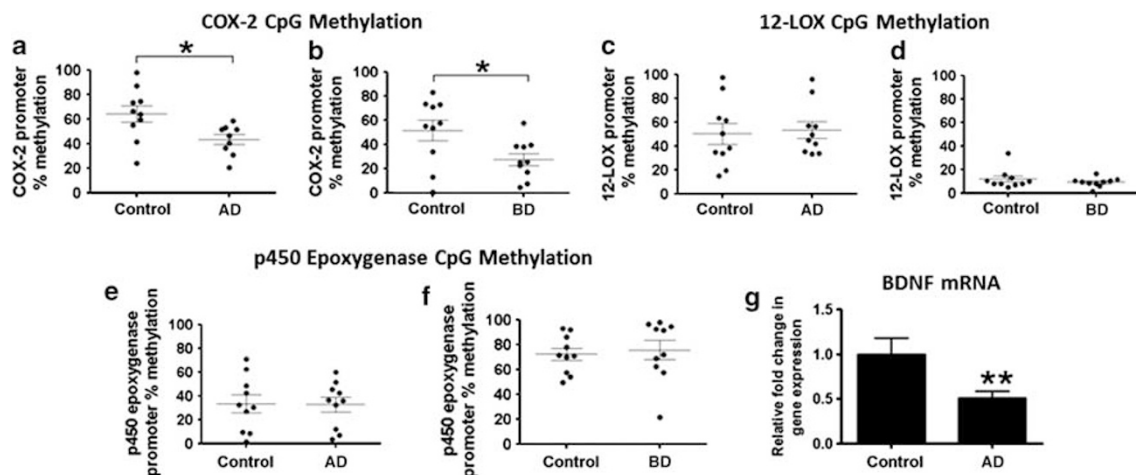 COX-2 CpG Methylation
12-LOX CpG Methylation
a
*
COX-2 promoter
% methylation
100
80
60
40
20
0
Control
AD
b
*
COX-2 promoter
% methylation
100
80
60
40
20
0
Control
BD
c
12-LOX promoter
% methylation
100
80
60
40
20
0
Control
AD
d
12-LOX promoter
% methylation
100
80
60
40
20
0
Control
BD
p450 Epoxygenase CpG Methylation
e
p450 epoxygenase
promoter % methylation
100
80
60
40
20
0
Control
AD
f
p450 epoxygenase
promoter % methylation
100
80
60
40
20
0
Control
BD
g
BDNF mRNA
Relative fold change in
gene expression
1.5
1.0
0.5
0.0
**
Control
AD